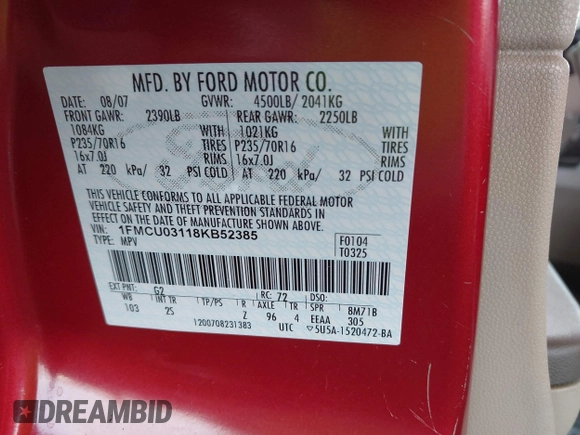 MFD. BY FORD MOTOR CO.
DATE: 08/07 GVWR: 4500LB/ 2041KG
FRONT GAWR: 2390LB REAR GAWR: 2250LB
1084KG WITH 1021KG WITH
P235/70R16 TIRES P235/70R16 TIRES
16x7.0J RIMS 16x7.0J RIMS
AT 220 kPa/ 32 PSI COLD AT 220 kPa/ 32 PSI COLD
THIS VEHICLE CONFORMS TO ALL APPLICABLE FEDERAL MOTOR
VEHICLE SAFETY AND THEFT PREVENTION STANDARDS IN
EFFECT ON THE DATE OF MANUFACTURE SHOWN ABOVE.
VIN: 1FMCU03118KB52385
TYPE: MPV
F0104
T0325
EXT PNT: G2 RC: 72 DSO:
WB INT TR TP/PS R AXLE TR SPR 8M71B
103 2S Z 96 4 EEAA 305
1200708231383 UTC ▽5U5A-1520472-BA
Ford
DREAMBID